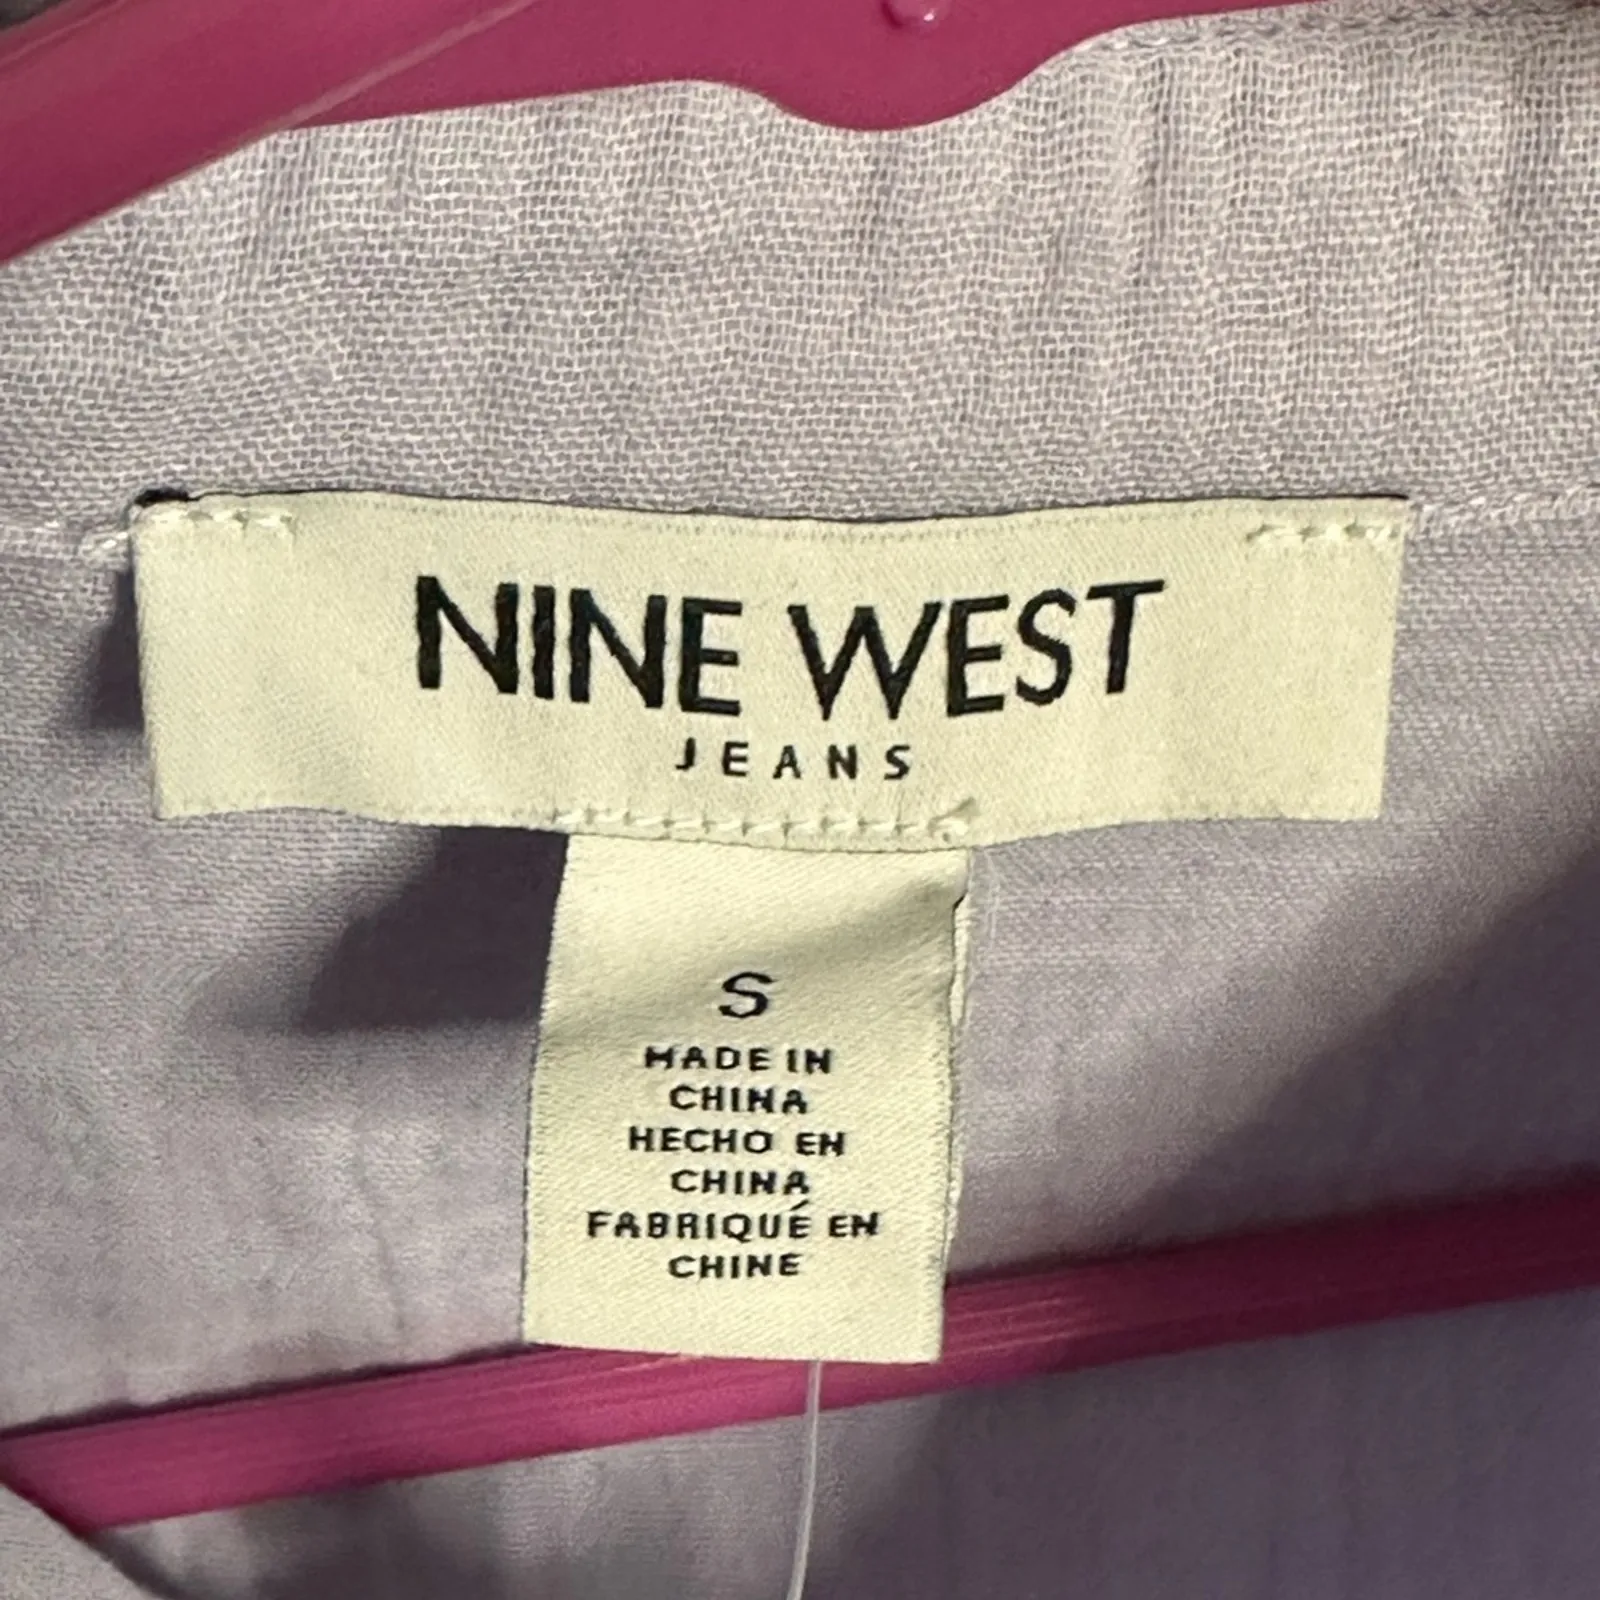 NINE WEST
JEANS
S
MADE IN
CHINA
HECHO EN
CHINA
FABRIQUÉ EN
CHINE